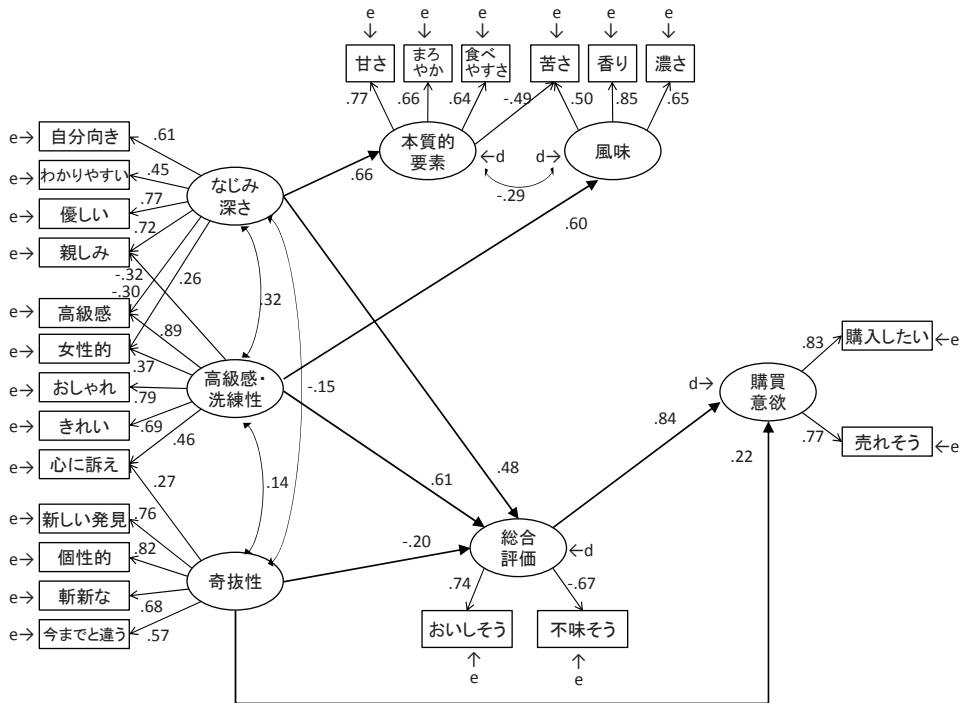 e e e e e e
甘さ
まろ
やか
食べ
やすさ
苦さ
香り
濃さ
.77 .66 .64 -.49 .50 .85 .65
本質的
要素
←d
d→
風味
-.29
.66
.60
e→ 自分向き
.61
e→ わかりやすい
.45
e→ 優しい
.77
e→ 親しみ
.72
なじみ
深さ
-.32
-.30
.26
.32
-.15
e→ 高級感
.89
e→ 女性的
.37
e→ おしゃれ
.79
e→ きれい
.69
e→ 心に訴え
.46
高級感・
洗練性
.27
.14
e→ 新しい発見
.76
e→ 個性的
.82
e→ 斬新な
.68
e→ 今までと違う
.57
奇抜性
.61
.48
-.20
総合
評価
←d
.74
-.67
おいしそう
不味そう
e
e
.84
.22
d→
購買
意欲
.83
購入したい
←e
.77
売れそう
←e